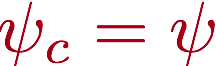 ψ_c = ψ